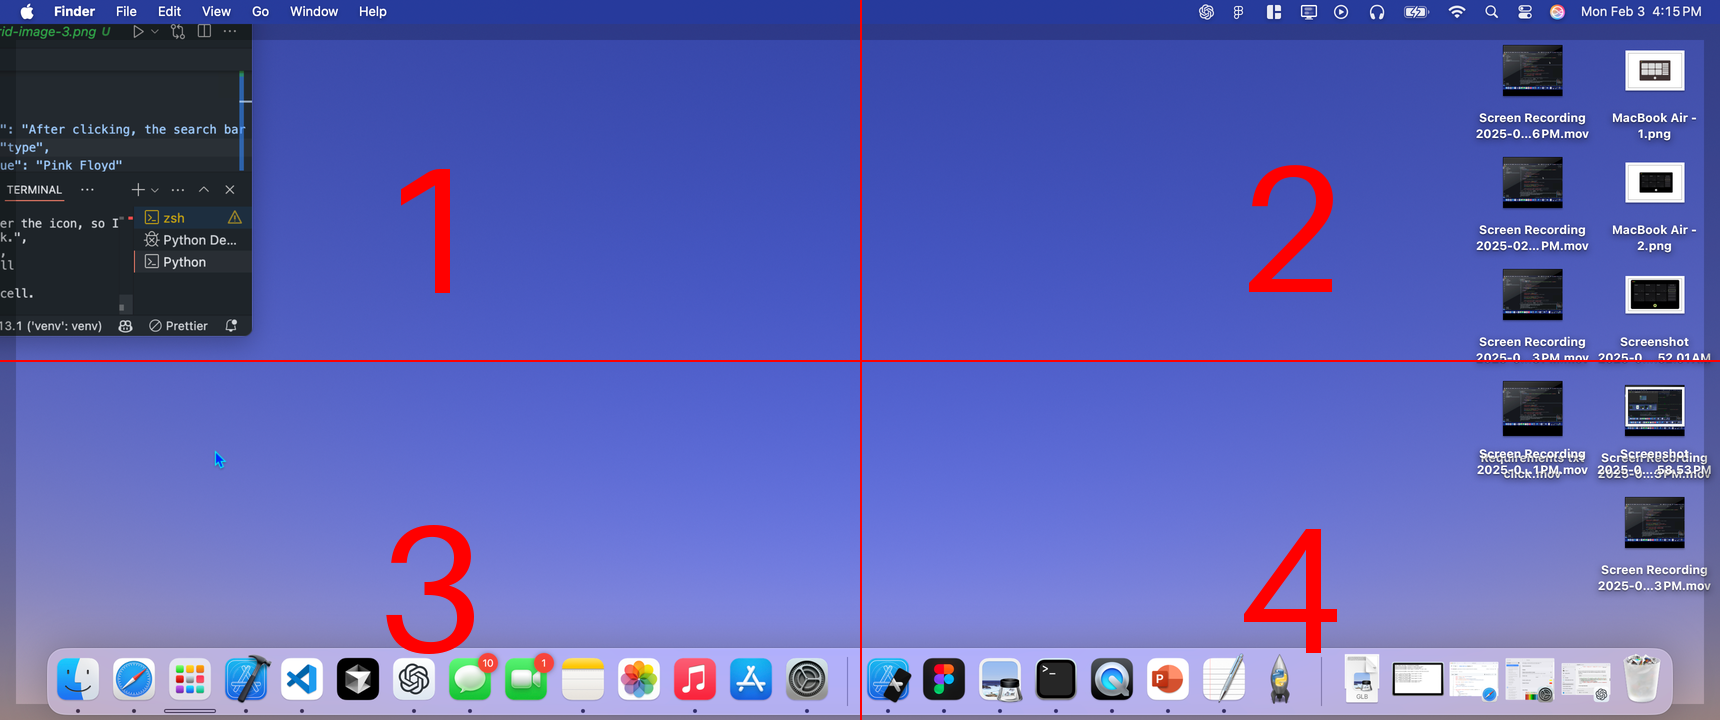 Finder File Edit View Go Window Help
Mon Feb 3 4:15 PM
rid-image-3.png U
": "After clicking, the search bar
"type",
ue": "Pink Floyd"
TERMINAL
er the icon, so I
k.",
,
ll
cell.
zsh
Python De...
Python
13.1 ('venv': venv)
Prettier
1
2
3
4
Screen Recording
2025-0...6PM.mov
MacBook Air -
1.png
Screen Recording
2025-02... PM.mov
MacBook Air -
2.png
Screen Recording
2025-0...3PM.mov
Screenshot
2025-0....52.01AM
Screen Recording
2025-0...1PM.mov
Requirements txt
click.mov
Screenshot
2025-0....58.53PM
Screen Recording
Screen Recording
2025-0...3PM.mov
10
1
GLB